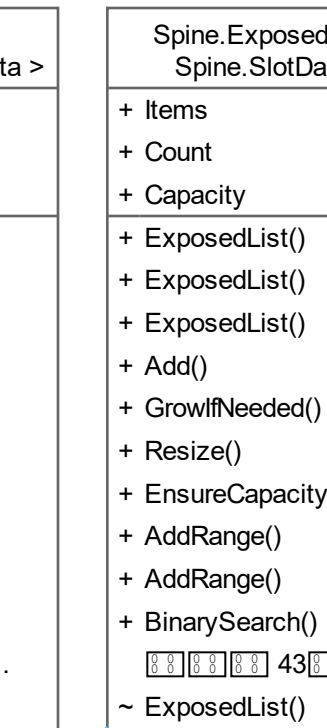 ta >
.
Spine.Exposed
Spine.SlotDa
+ Items
+ Count
+ Capacity
+ ExposedList()
+ ExposedList()
+ ExposedList()
+ Add()
+ GrowIfNeeded()
+ Resize()
+ EnsureCapacity
+ AddRange()
+ AddRange()
+ BinarySearch()
43
~ ExposedList()